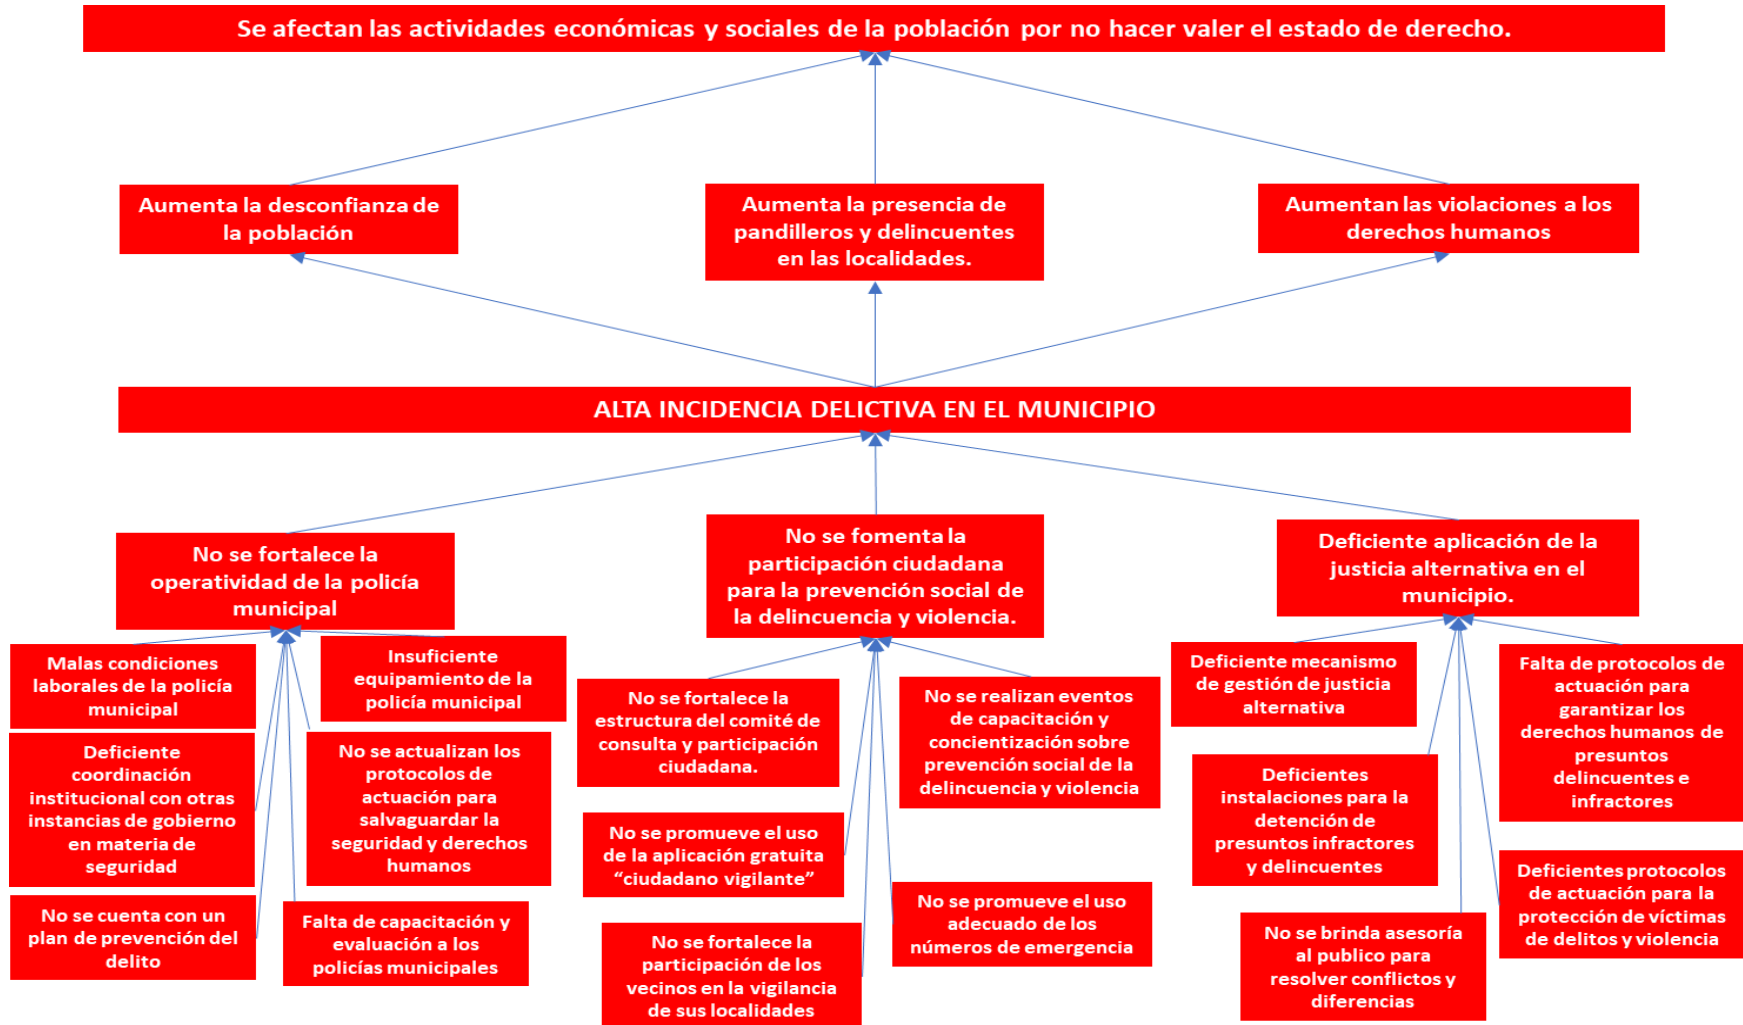 Se afectan las actividades económicas y sociales de la población por no hacer valer el estado de derecho.
Aumenta la desconfianza de
la población
Aumenta la presencia de
pandilleros y delincuentes
en las localidades.
Aumentan las violaciones a los
derechos humanos
ALTA INCIDENCIA DELICTIVA EN EL MUNICIPIO
No se fortalece la
operatividad de la policía
municipal
No se fomenta la
participación ciudadana
para la prevención social de
la delincuencia y violencia.
Deficiente aplicación de la
justicia alternativa en el
municipio.
Malas condiciones
laborales de la policía
municipal
Insuficiente
equipamiento de la
policía municipal
Deficiente
coordinación
institucional con otras
instancias de gobierno
en materia de
seguridad
No se actualizan los
protocolos de
actuación para
salvaguardar la
seguridad y derechos
humanos
No se cuenta con un
plan de prevención del
delito
Falta de capacitación y
evaluación a los
policías municipales
No se fortalece la
estructura del comité de
consulta y participación
ciudadana.
No se realizan eventos
de capacitación y
concientización sobre
prevención social de la
delincuencia y violencia
No se promueve el uso
de la aplicación gratuita
“ciudadano vigilante”
No se promueve el uso
adecuado de los
números de emergencia
No se fortalece la
participación de los
vecinos en la vigilancia
de sus localidades
Deficiente mecanismo
de gestión de justicia
alternativa
Falta de protocolos de
actuación para
garantizar los
derechos humanos de
presuntos
delincuentes e
infractores
Deficientes
instalaciones para la
detención de
presuntos infractores
y delincuentes
Deficientes protocolos
de actuación para la
protección de víctimas
de delitos y violencia
No se brinda asesoría
al publico para
resolver conflictos y
diferencias